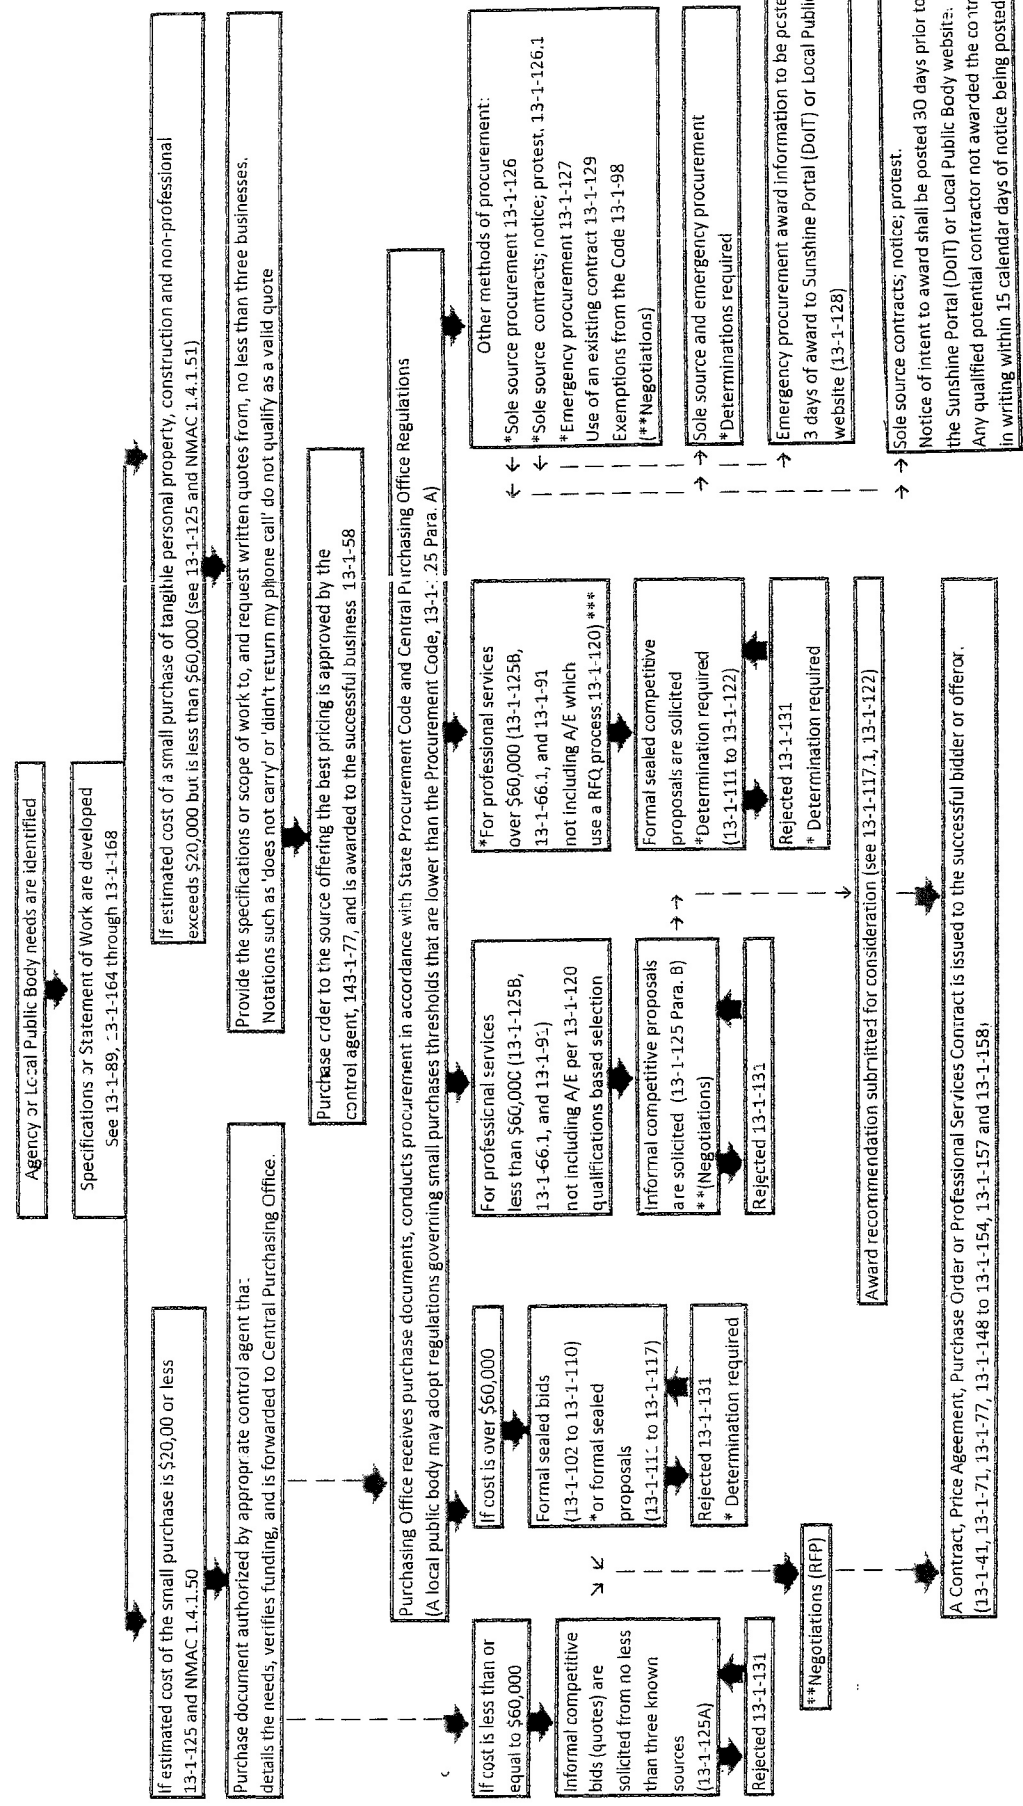 Agency or Local Public Body needs are identified
Specifications or Statement of Work are developed
See 13-1-89, 13-1-164 through 13-1-168
If estimated cost of the small purchase is $20,00 or less
13-1-125 and NMAC 1.4.1.50
If estimated cost of a small purchase of tangible personal property, construction and non-professional
exceeds $20,000 but is less than $60,000 (see 13-1-125 and NMAC 1.4.1.51)
Purchase document authorized by appropriate control agent that:
details the needs, verifies funding, and is forwarded to Central Purchasing Office.
Provide the specifications or scope of work to, and request written quotes from, no less than three businesses.
Notations such as 'does not carry' or 'didn't return my phone call' do not qualify as a valid quote
Purchase order to the source offering the best pricing is approved by the
control agent, 143-1-77, and is awarded to the successful business 13-1-58
Purchasing Office receives purchase documents, conducts procurement in accordance with State Procurement Code and Central Purchasing Office Regulations
(A local public body may adopt regulations governing small purchases thresholds that are lower than the Procurement Code, 13-1-125 Para. A)
If cost is less than or
equal to $60,000
Informal competitive
bids (quotes) are
solicited from no less
than three known
sources
(13-1-125A)
Rejected 13-1-131
If cost is over $60,000
Formal sealed bids
(13-1-102 to 13-1-110)
*or formal sealed
proposals
(13-1-111 to 13-1-117)
Rejected 13-1-131
* Determination required
**Negotiations (RFP)
For professional services
less than $60,000 (13-1-125B,
13-1-66.1, and 13-1-91)
not including A/E per 13-1-120
qualifications based selection
Informal competitive proposals
are solicited (13-1-125 Para. B)
**(Negotiations)
Rejected 13-1-131
*For professional services
over $60,000 (13-1-125B,
13-1-66.1, and 13-1-91
not including A/E which
use a RFQ process 13-1-120) ***
Formal sealed competitive
proposals are solicited
*Determination required
(13-1-111 to 13-1-122)
Rejected 13-1-131
* Determination required
Other methods of procurement:
*Sole source procurement 13-1-126
*Sole source contracts; notice; protest. 13-1-126.1
*Emergency procurement 13-1-127
Use of an existing contract 13-1-129
Exemptions from the Code 13-1-98
(**Negotiations)
Sole source and emergency procurement
*Determinations required
Emergency procurement award information to be poste
3 days of award to Sunshine Portal (DoIT) or Local Public
website (13-1-128)
Sole source contracts; notice; protest.
Notice of intent to award shall be posted 30 days prior to
the Sunshine Portal (DoIT) or Local Public Body website.
Any qualified potential contractor not awarded the contr
in writing within 15 calendar days of notice being posted
Award recommendation submitted for consideration (see 13-1-117.1, 13-1-122)
A Contract, Price Ageement, Purchase Order or Professional Services Contract is issued to the successful bidder or offeror.
(13-1-41, 13-1-71, 13-1-77, 13-1-148 to 13-1-154, 13-1-157 and 13-1-158)